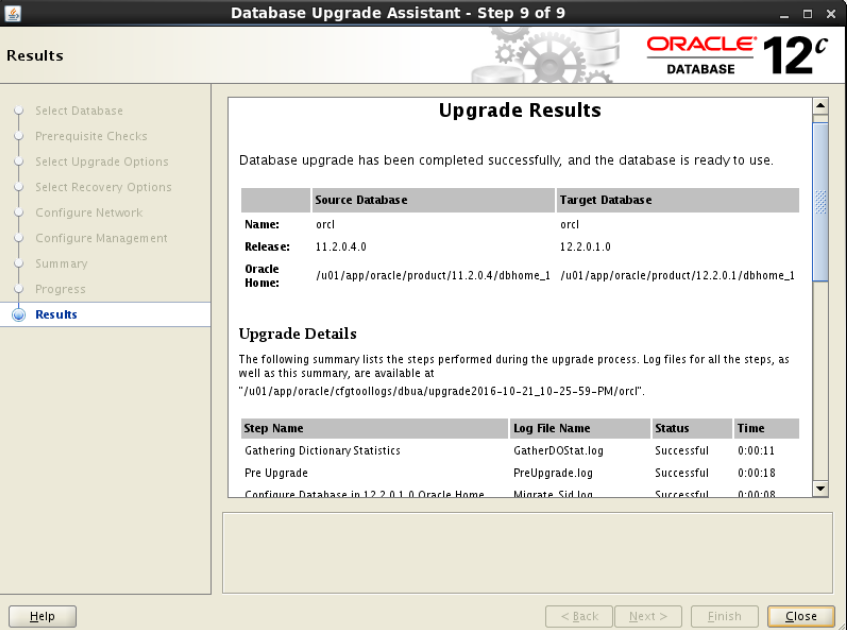 Database Upgrade Assistant - Step 9 of 9
Results
ORACLE
DATABASE
12c
Select Database
Prerequisite Checks
Select Upgrade Options
Select Recovery Options
Configure Network
Configure Management
Summary
Progress
Results
Upgrade Results
Database upgrade has been completed successfully, and the database is ready to use.
Source Database Target Database
Name: orcl orcl
Release: 11.2.0.4.0 12.2.0.1.0
Oracle Home: /u01/app/oracle/product/11.2.0.4/dbhome_1 /u01/app/oracle/product/12.2.0.1/dbhome_1
Upgrade Details
The following summary lists the steps performed during the upgrade process. Log files for all the steps, as
well as this summary, are available at
"/u01/app/oracle/cfgtoollogs/dbua/upgrade2016-10-21_10-25-59-PM/orcl".
Step Name Log File Name Status Time
Gathering Dictionary Statistics GatherDOStat.log Successful 0:00:11
Pre Upgrade PreUpgrade.log Successful 0:00:18
Configure Database in 12.2.0.1.0 Oracle Home Migrate_Sid.log Successful 0:00:08
Help
< Back
Next >
Finish
Close